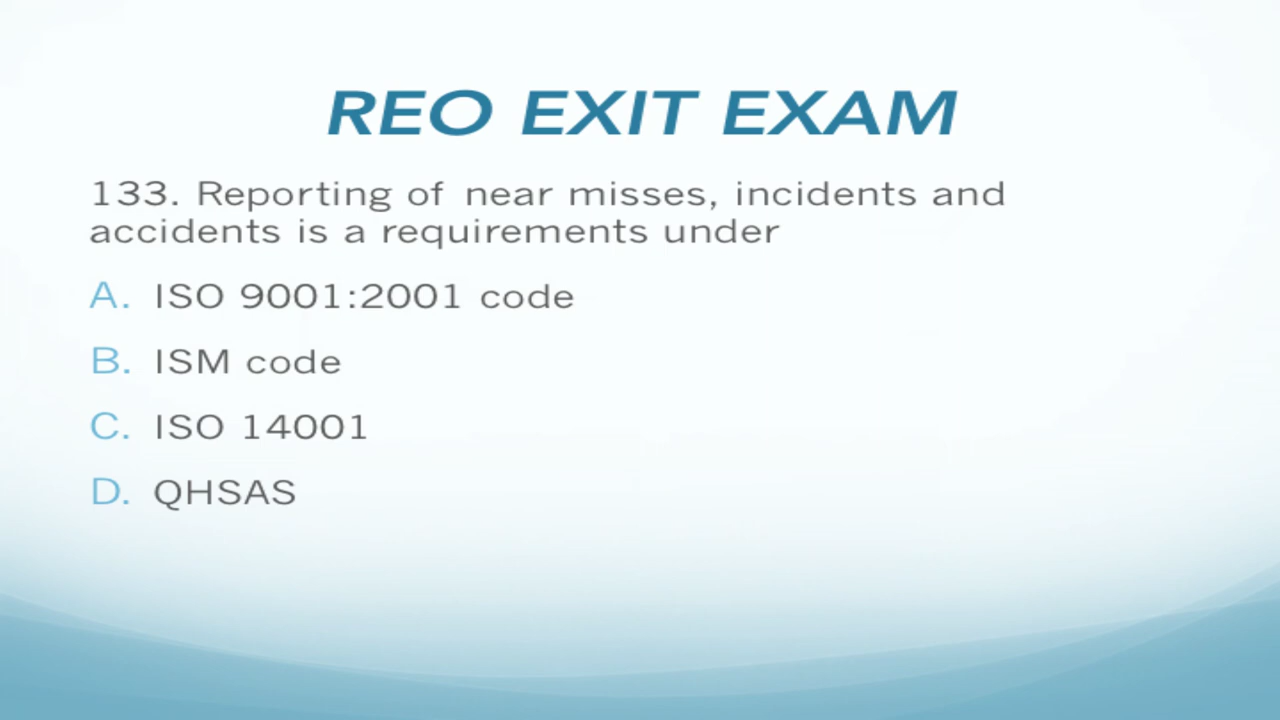 REO EXIT EXAM
133. Reporting of near misses, incidents and
accidents is a requirements under
A. ISO 9001:2001 code
B. ISM code
C. ISO 14001
D. QHSAS